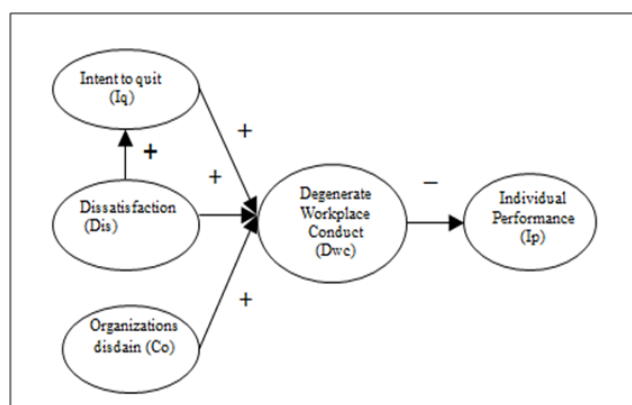 Intent to quit
(Iq)
+
+
+
Dissatisfaction
(Dis)
Degenerate
Workplace
Conduct
(Dwc)
−
Individual
Performance
(Ip)
+
Organizations
disdain (Co)